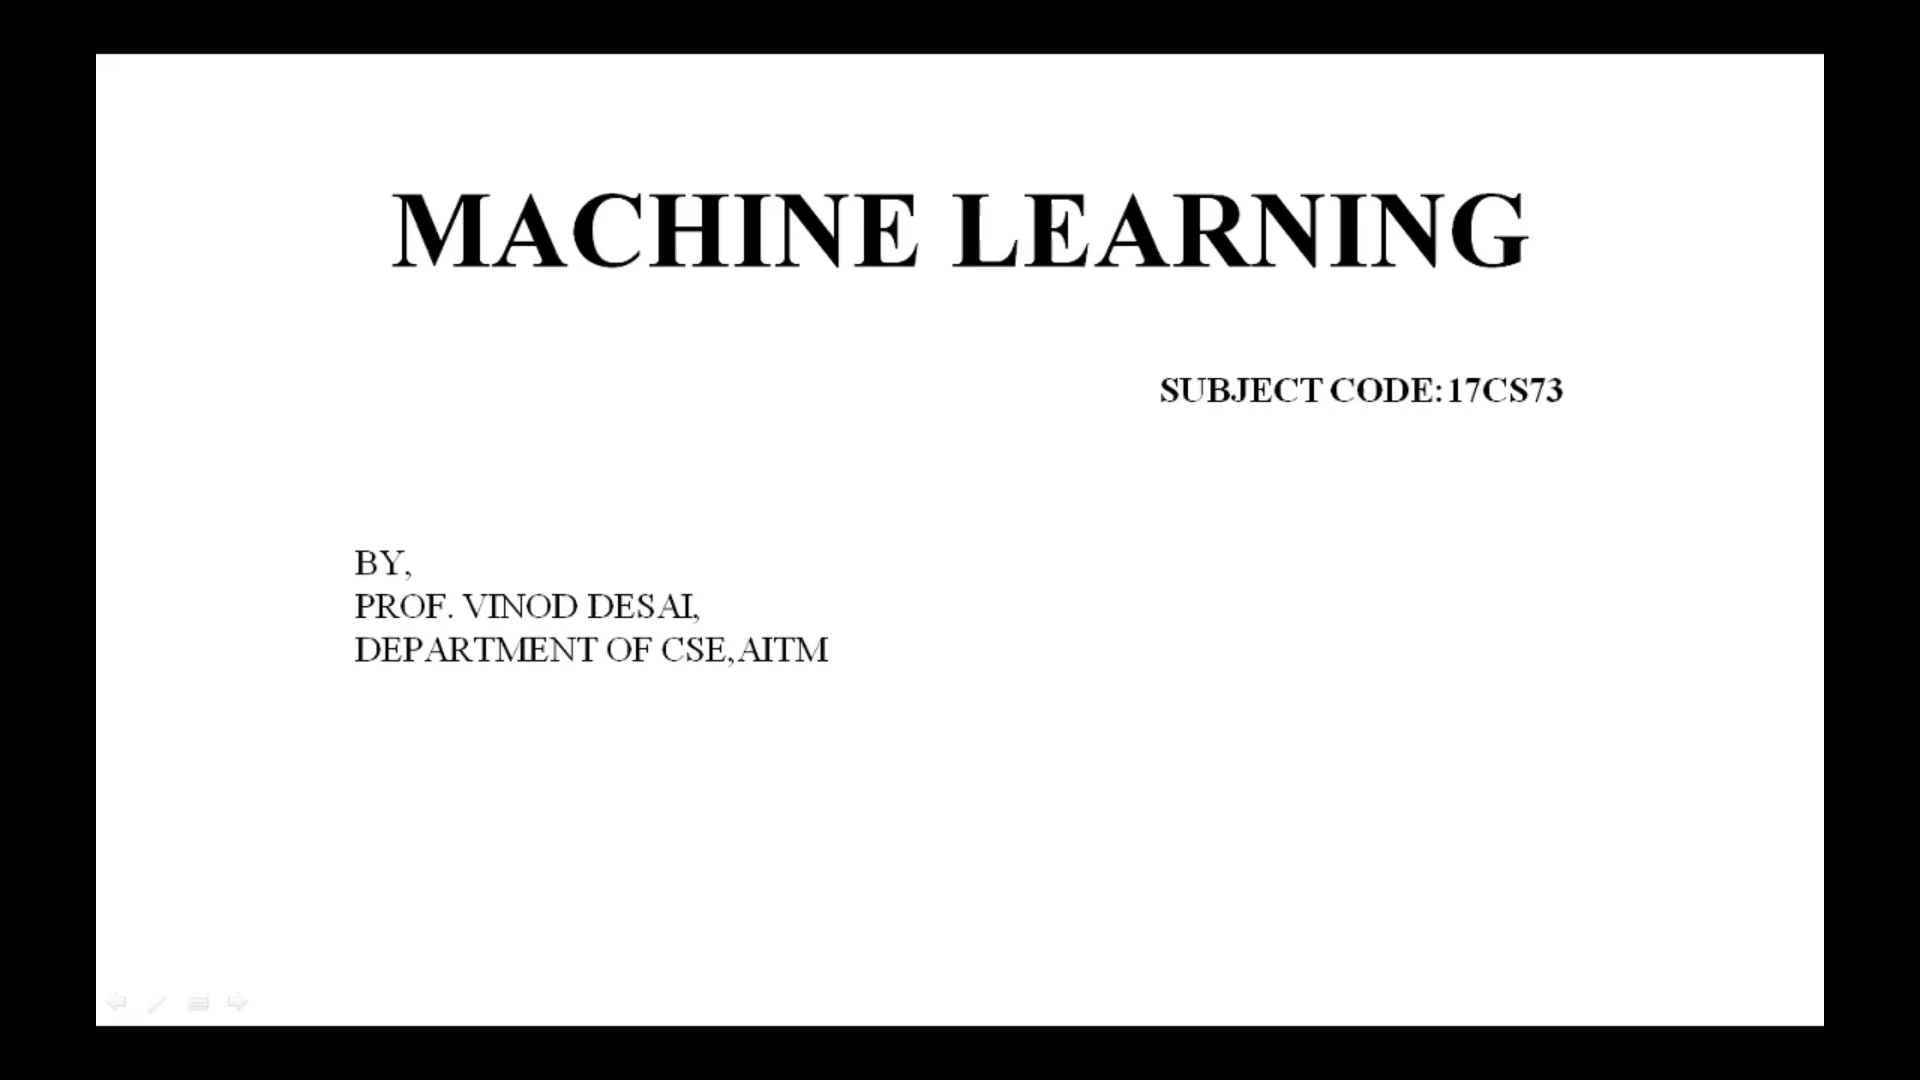 MACHINE LEARNING
SUBJECT CODE:17CS73
BY,
PROF. VINOD DESAI,
DEPARTMENT OF CSE,AITM